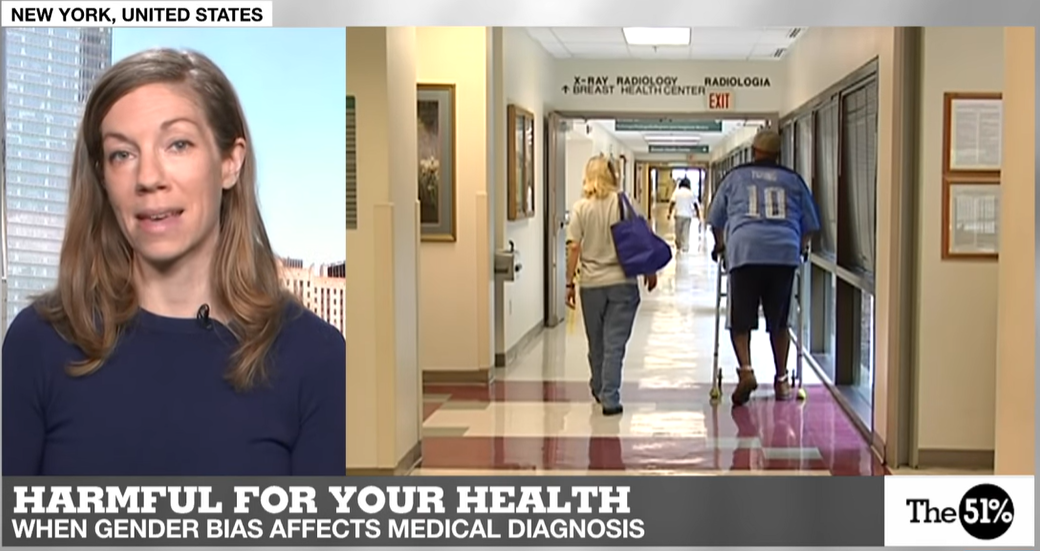 NEW YORK, UNITED STATES
X-RAY RADIOLOGY RADIOLOGIA
↑ BREAST HEALTH CENTER
EXIT
YOUNG
10
HARMFUL FOR YOUR HEALTH
WHEN GENDER BIAS AFFECTS MEDICAL DIAGNOSIS
The 51%